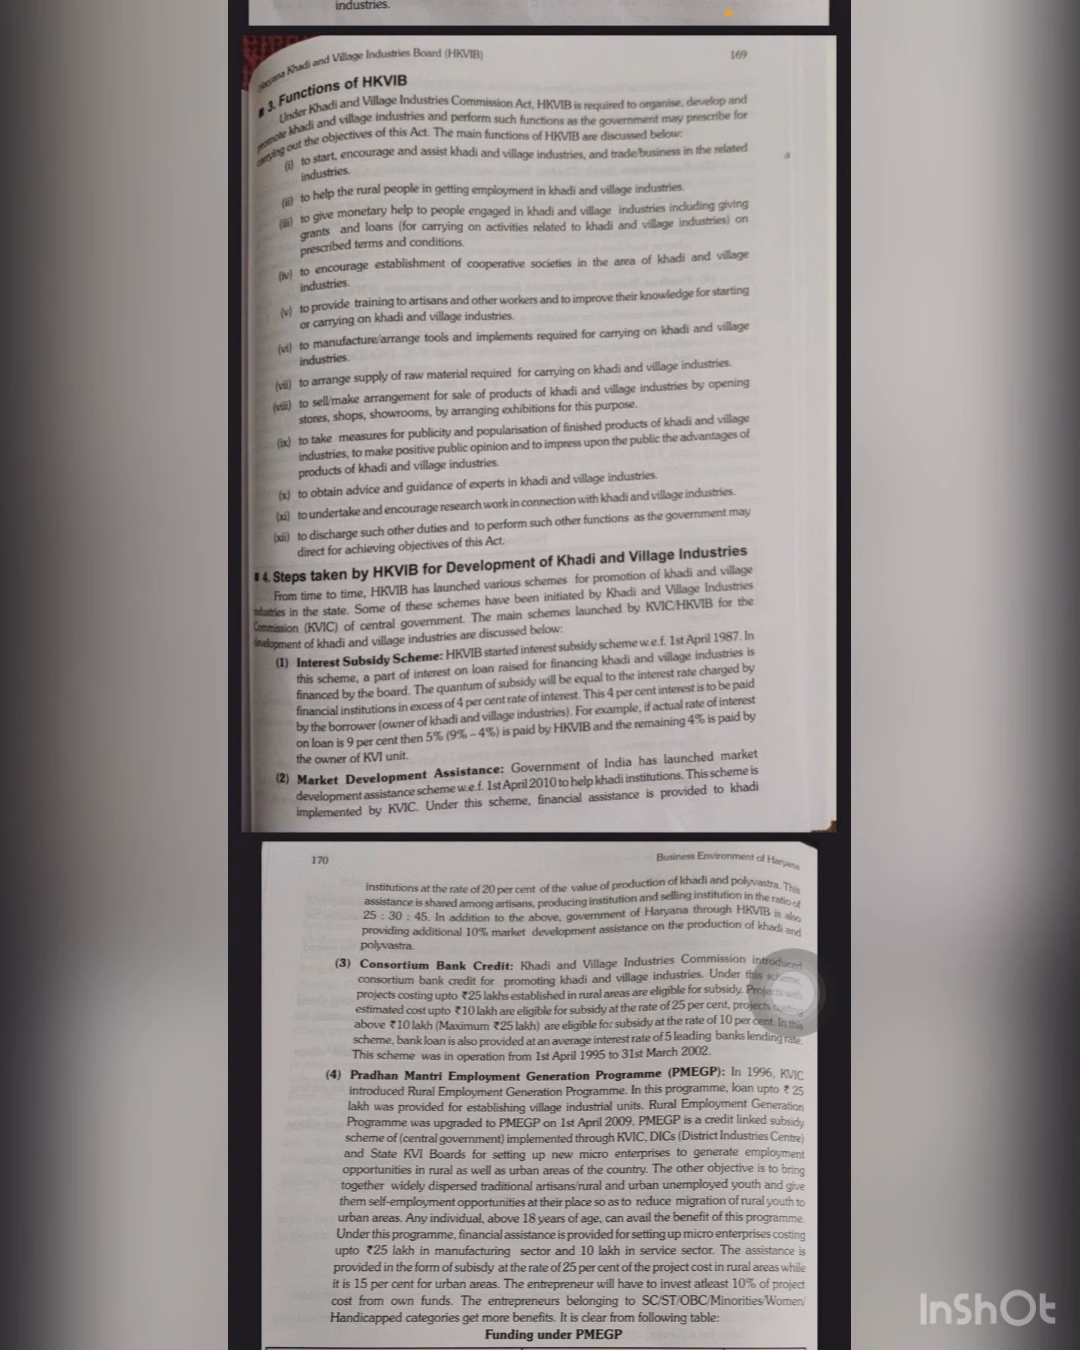 industries.
Haryana Khadi and Village Industries Board (HKVIB)
169
3. Functions of HKVIB
Under Khadi and Village Industries Commission Act, HKVIB is required to organise, develop and
promote khadi and village industries and perform such functions as the government may prescribe for
carrying out the objectives of this Act. The main functions of HKVIB are discussed below:
(i) to start, encourage and assist khadi and village industries, and trade/business in the related
industries.
(ii) to help the rural people in getting employment in khadi and village industries.
(iii) to give monetary help to people engaged in khadi and village industries including giving
grants and loans (for carrying on activities related to khadi and village industries) on
prescribed terms and conditions.
(iv) to encourage establishment of cooperative societies in the area of khadi and village
industries.
(v) to provide training to artisans and other workers and to improve their knowledge for starting
or carrying on khadi and village industries.
(vi) to manufacture/arrange tools and implements required for carrying on khadi and village
industries.
(vii) to arrange supply of raw material required for carrying on khadi and village industries.
(viii) to sell/make arrangement for sale of products of khadi and village industries by opening
stores, shops, showrooms, by arranging exhibitions for this purpose.
(ix) to take measures for publicity and popularisation of finished products of khadi and village
industries, to make positive public opinion and to impress upon the public the advantages of
products of khadi and village industries.
(x) to obtain advice and guidance of experts in khadi and village industries.
(xi) to undertake and encourage research work in connection with khadi and village industries.
(xii) to discharge such other duties and to perform such other functions as the government may
direct for achieving objectives of this Act.
4. Steps taken by HKVIB for Development of Khadi and Village Industries
From time to time, HKVIB has launched various schemes for promotion of khadi and village
industries in the state. Some of these schemes have been initiated by Khadi and Village Industries
Commission (KVIC) of central government. The main schemes launched by KVIC/HKVIB for the
development of khadi and village industries are discussed below:
(1) Interest Subsidy Scheme: HKVIB started interest subsidy scheme w.e.f. 1st April 1987. In
this scheme, a part of interest on loan raised for financing khadi and village industries is
financed by the board. The quantum of subsidy will be equal to the interest rate charged by
financial institutions in excess of 4 per cent rate of interest. This 4 per cent interest is to be paid
by the borrower (owner of khadi and village industries). For example, if actual rate of interest
on loan is 9 per cent then 5% (9% – 4%) is paid by HKVIB and the remaining 4% is paid by
the owner of KVI unit.
(2) Market Development Assistance: Government of India has launched market
development assistance scheme w.e.f. 1st April 2010 to help khadi institutions. This scheme is
implemented by KVIC. Under this scheme, financial assistance is provided to khadi
170
Business Environment of Haryana
institutions at the rate of 20 per cent of the value of production of khadi and polyvastra. This
assistance is shared among artisans, producing institution and selling institution in the ratio of
25 : 30 : 45. In addition to the above, government of Haryana through HKVIB is also
providing additional 10% market development assistance on the production of khadi and
polyvastra.
(3) Consortium Bank Credit: Khadi and Village Industries Commission introduced
consortium bank credit for promoting khadi and village industries. Under this scheme,
projects costing upto ₹25 lakhs established in rural areas are eligible for subsidy. Projects with
estimated cost upto ₹10 lakh are eligible for subsidy at the rate of 25 per cent, projects costing
above ₹10 lakh (Maximum ₹25 lakh) are eligible for subsidy at the rate of 10 per cent. In this
scheme, bank loan is also provided at an average interest rate of 5 leading banks lending rate.
This scheme was in operation from 1st April 1995 to 31st March 2002.
(4) Pradhan Mantri Employment Generation Programme (PMEGP): In 1996, KVIC
introduced Rural Employment Generation Programme. In this programme, loan upto ₹ 25
lakh was provided for establishing village industrial units. Rural Employment Generation
Programme was upgraded to PMEGP on 1st April 2009. PMEGP is a credit linked subsidy
scheme of (central government) implemented through KVIC, DICs (District Industries Centre)
and State KVI Boards for setting up new micro enterprises to generate employment
opportunities in rural as well as urban areas of the country. The other objective is to bring
together widely dispersed traditional artisans/rural and urban unemployed youth and give
them self-employment opportunities at their place so as to reduce migration of rural youth to
urban areas. Any individual, above 18 years of age, can avail the benefit of this programme.
Under this programme, financial assistance is provided for setting up micro enterprises costing
upto ₹25 lakh in manufacturing sector and 10 lakh in service sector. The assistance is
provided in the form of subisdy at the rate of 25 per cent of the project cost in rural areas while
it is 15 per cent for urban areas. The entrepreneur will have to invest atleast 10% of project
cost from own funds. The entrepreneurs belonging to SC/ST/OBC/Minorities/Women/
Handicapped categories get more benefits. It is clear from following table:
Funding under PMEGP
InShOt